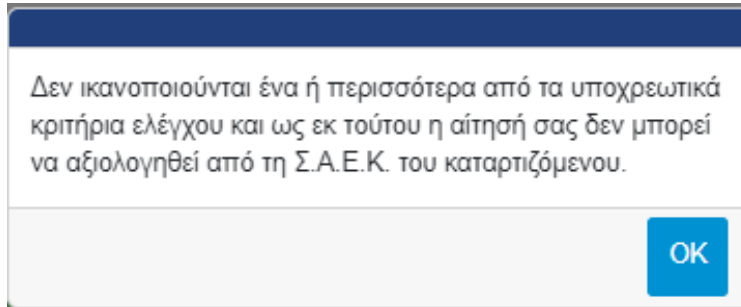 Δεν ικανοποιούνται ένα ή περισσότερα από τα υποχρεωτικά
κριτήρια ελέγχου και ως εκ τούτου η αίτησή σας δεν μπορεί
να αξιολογηθεί από τη Σ.Α.Ε.Κ. του καταρτιζόμενου.
OK